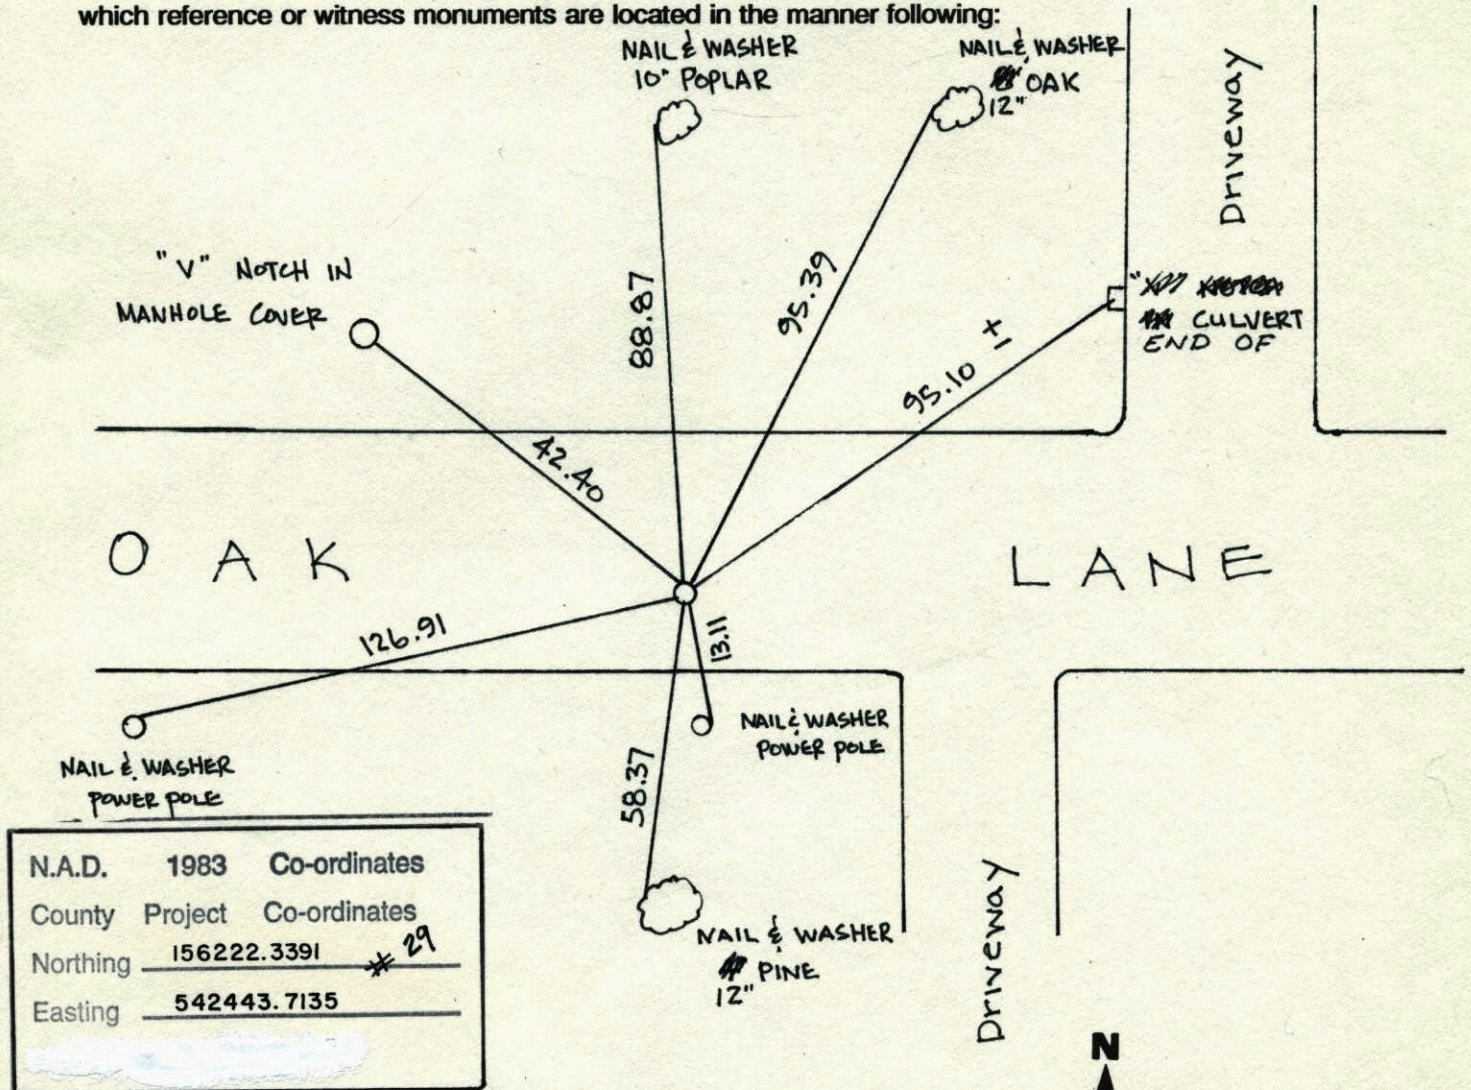 which reference or witness monuments are located in the manner following:
NAIL & WASHER
10" POPLAR
NAIL & WASHER
OAK
12"
Driveway
"V" NOTCH IN
MANHOLE COVER
88.87
95.39
95.10 ±
CULVERT
END OF
42.40
OAK LANE
126.91
13.11
NAIL & WASHER
POWER POLE
NAIL & WASHER
POWER POLE
58.37
NAIL & WASHER
PINE
12"
Driveway
N.A.D. 1983 Co-ordinates
County Project Co-ordinates
Northing 156222.3391 # 29
Easting 542443.7135
N